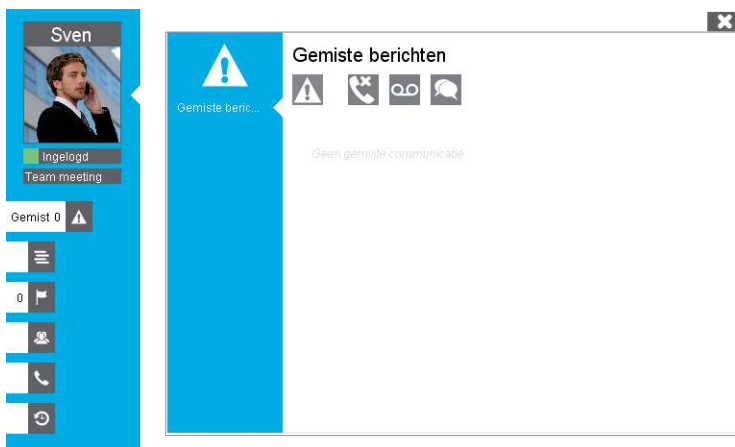 Sven
Ingelogd
Team meeting
Gemist 0
0
Gemiste beric...
Gemiste berichten
Geen gemiste communicatie